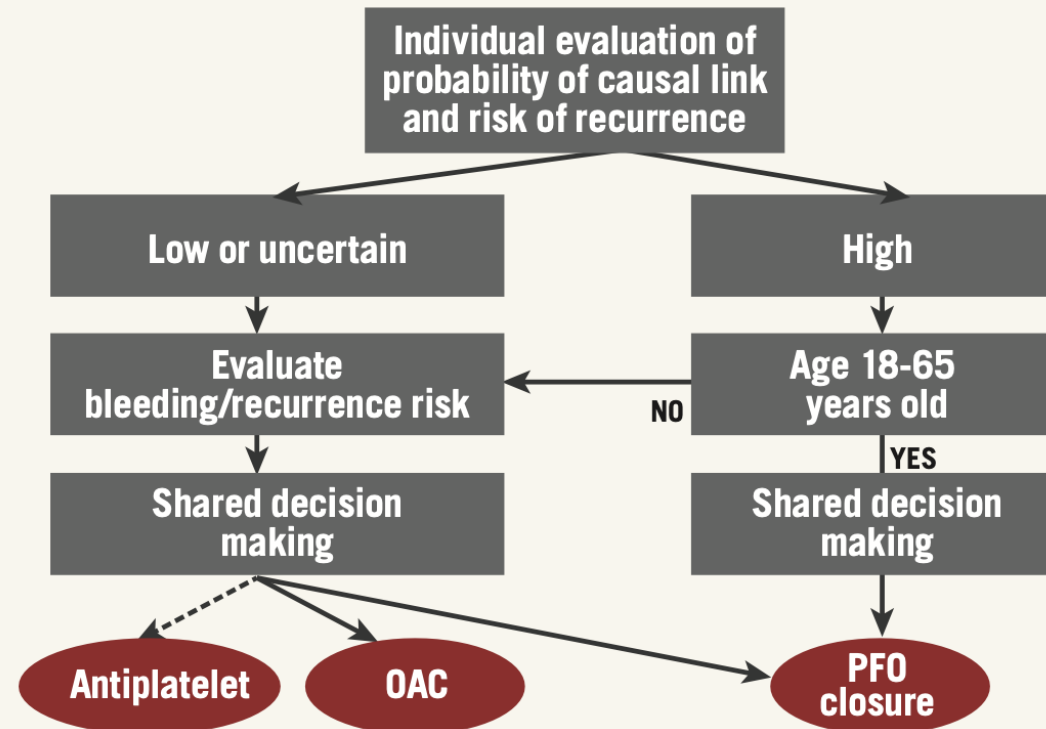 Individual evaluation of
probability of causal link
and risk of recurrence
Low or uncertain
High
Evaluate
bleeding/recurrence risk
NO
Age 18-65
years old
YES
Shared decision
making
Shared decision
making
Antiplatelet
OAC
PFO
closure